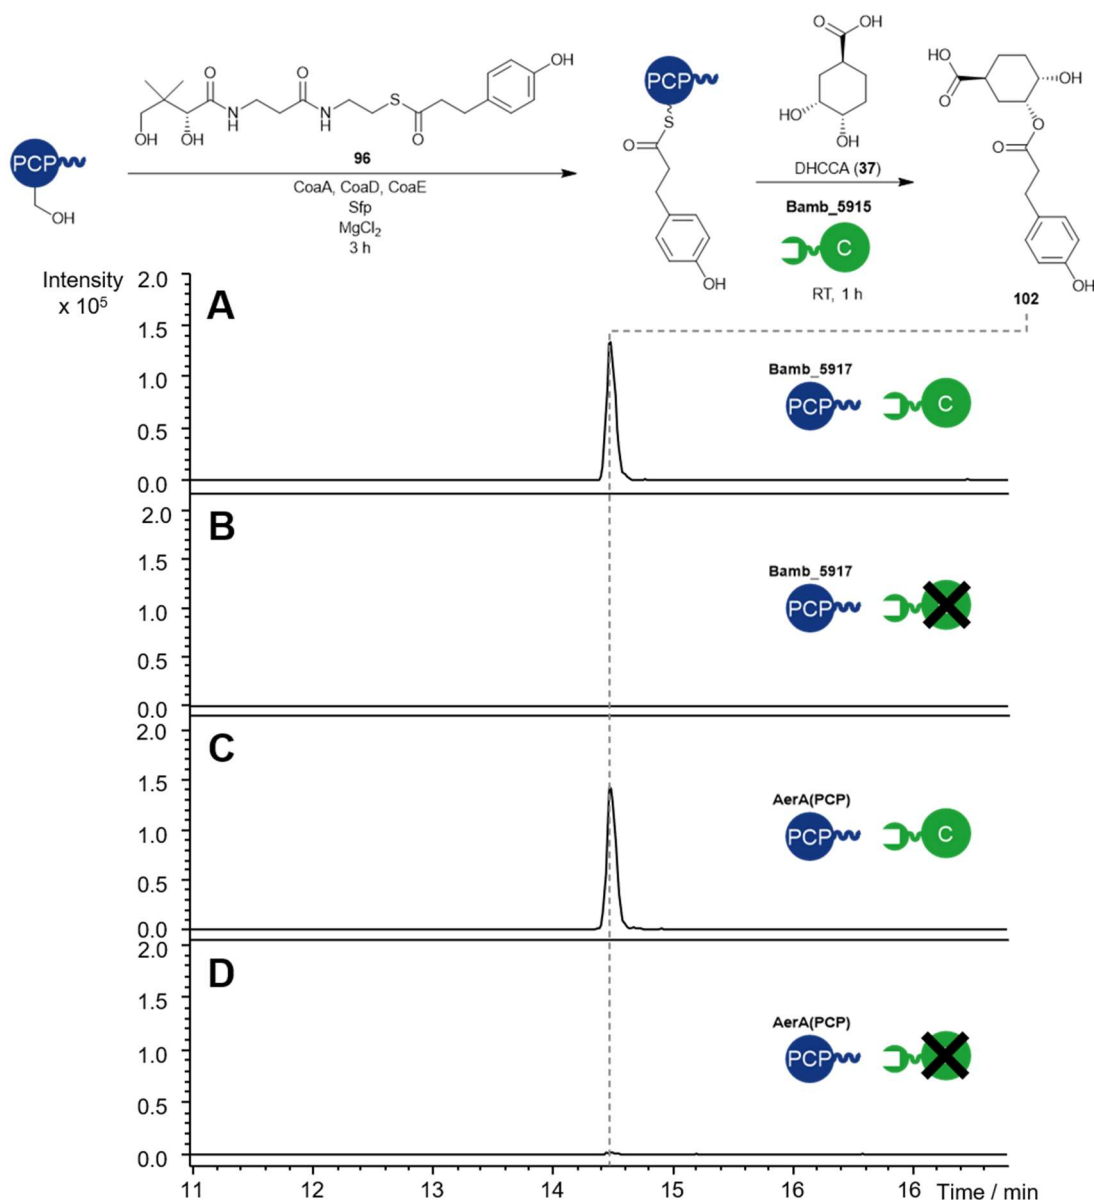 OH
O
OH
HO
O
O
O
OH
PCP
S
N
H
N
H
O
OH
OH
HO
HO
OH
O
O
OH
96
PCP
OH
CoaA, CoaD, CoaE
Sfp
MgCl2
3 h
S
O
OH
DHCCA (37)
Bamb_5915
C
RT, 1 h
O
OH
102
Intensity
x 10⁵
2.0
1.5
1.0
0.5
0.0
A
Bamb_5917
PCP
C
2.0
1.5
1.0
0.5
0.0
B
Bamb_5917
PCP
2.0
1.5
1.0
0.5
0.0
C
AerA(PCP)
PCP
C
2.0
1.5
1.0
0.5
0.0
D
AerA(PCP)
PCP
11 12 13 14 15 16 16 Time / min